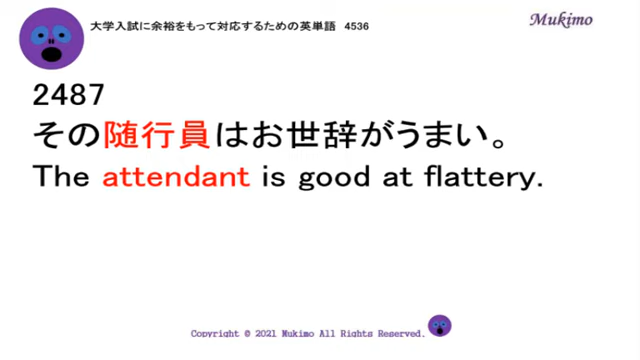 大学入試に余裕をもって対応するための英単語 4536
Mukimo
2487
その随行員はお世辞がうまい。
The attendant is good at flattery.
Copyright © 2021 Mukimo All Rights Reserved.